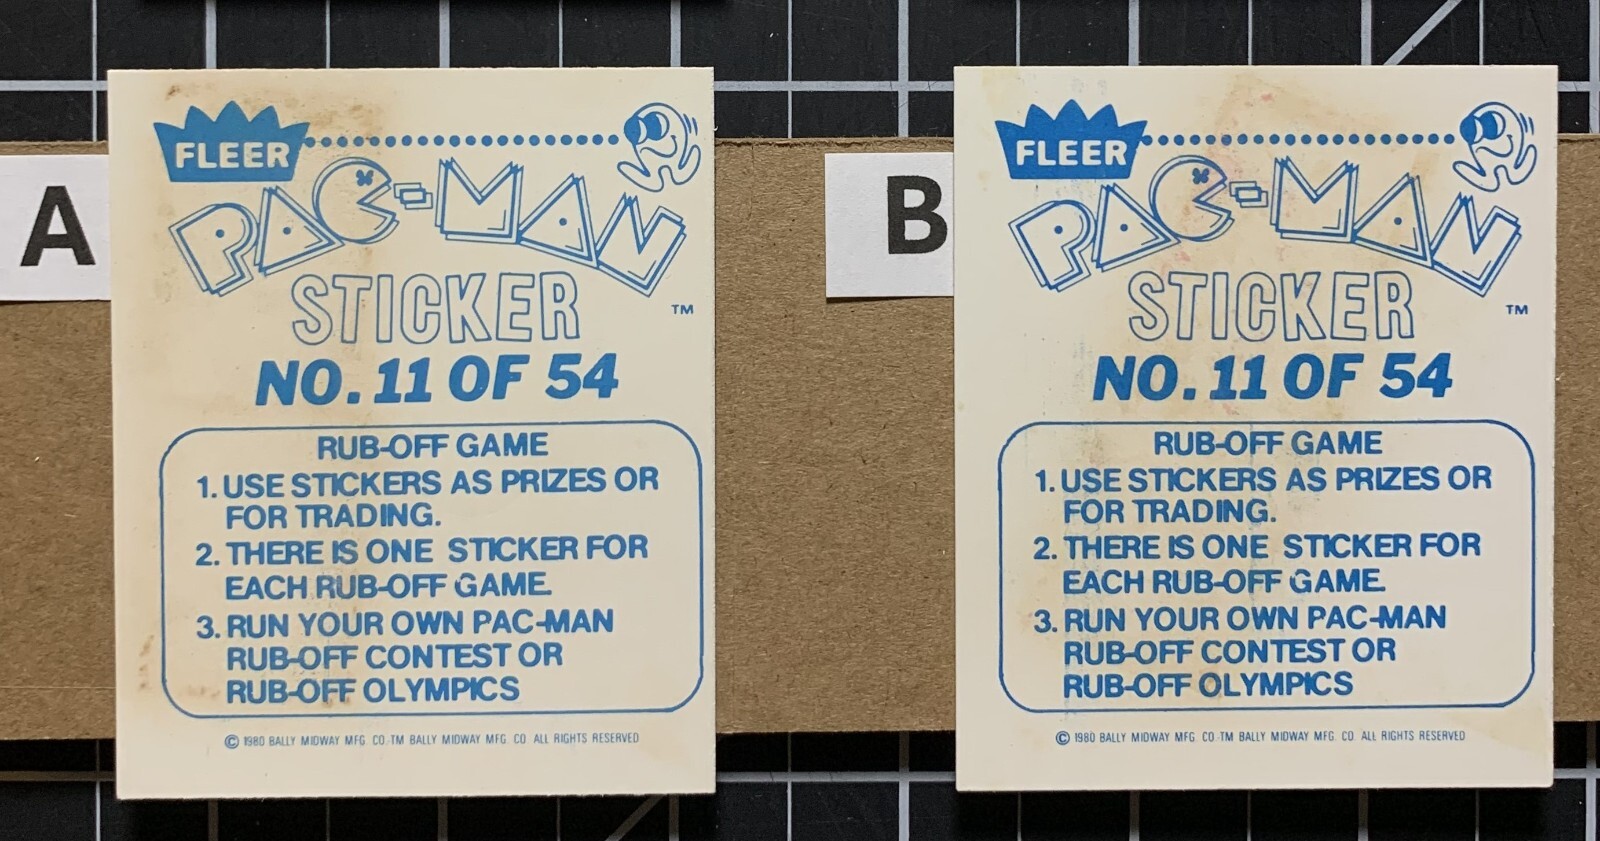 A
FLEER
PAC-MAN
STICKER
TM
NO. 11 OF 54
RUB-OFF GAME
1. USE STICKERS AS PRIZES OR
FOR TRADING.
2. THERE IS ONE STICKER FOR
EACH RUB-OFF GAME.
3. RUN YOUR OWN PAC-MAN
RUB-OFF CONTEST OR
RUB-OFF OLYMPICS
© 1980 BALLY MIDWAY MFG. CO. TM BALLY MIDWAY MFG. CO ALL RIGHTS RESERVED
B
FLEER
PAC-MAN
STICKER
TM
NO. 11 OF 54
RUB-OFF GAME
1. USE STICKERS AS PRIZES OR
FOR TRADING.
2. THERE IS ONE STICKER FOR
EACH RUB-OFF GAME.
3. RUN YOUR OWN PAC-MAN
RUB-OFF CONTEST OR
RUB-OFF OLYMPICS
© 1980 BALLY MIDWAY MFG. CO. TM BALLY MIDWAY MFG. CO ALL RIGHTS RESERVED